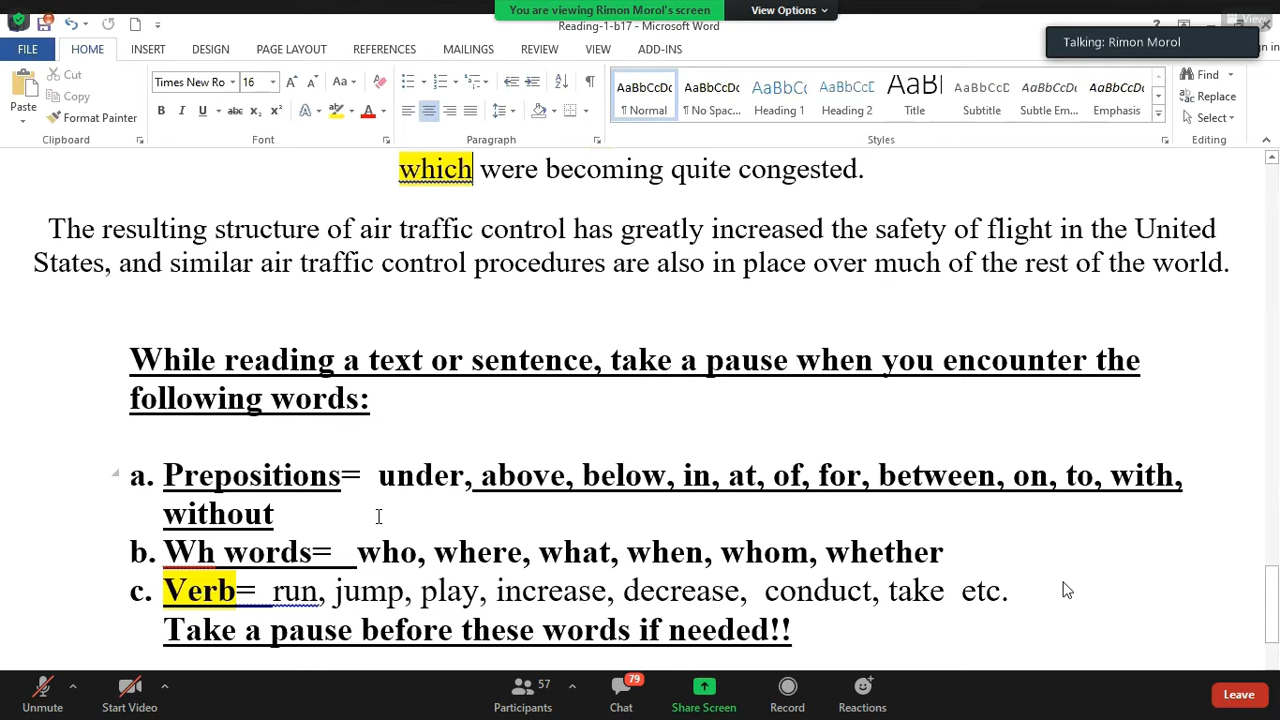 You are viewing Rimon Morol's screen
View Options
View
Reading-1-b17 - Microsoft Word
Talking: Rimon Morol
FILE HOME INSERT DESIGN PAGE LAYOUT REFERENCES MAILINGS REVIEW VIEW ADD-INS
Cut
Copy
Format Painter
Paste
Clipboard
Times New Ro 16
Font
Paragraph
AaBbCcDc AaBbCcDc AaBbCc AaBbCcD AaBl AaBbCcD AaBbCcDc AaBbCcDc
¶ Normal ¶ No Spac... Heading 1 Heading 2 Title Subtitle Subtle Em... Emphasis
Styles
Find
Replace
Select
Editing
which were becoming quite congested.
The resulting structure of air traffic control has greatly increased the safety of flight in the United
States, and similar air traffic control procedures are also in place over much of the rest of the world.
While reading a text or sentence, take a pause when you encounter the
following words:
a. Prepositions= under, above, below, in, at, of, for, between, on, to, with,
without
b. Wh words= who, where, what, when, whom, whether
c. Verb= run, jump, play, increase, decrease, conduct, take etc.
Take a pause before these words if needed!!
Unmute Start Video
57 Participants
79 Chat
Share Screen
Record
Reactions
Leave